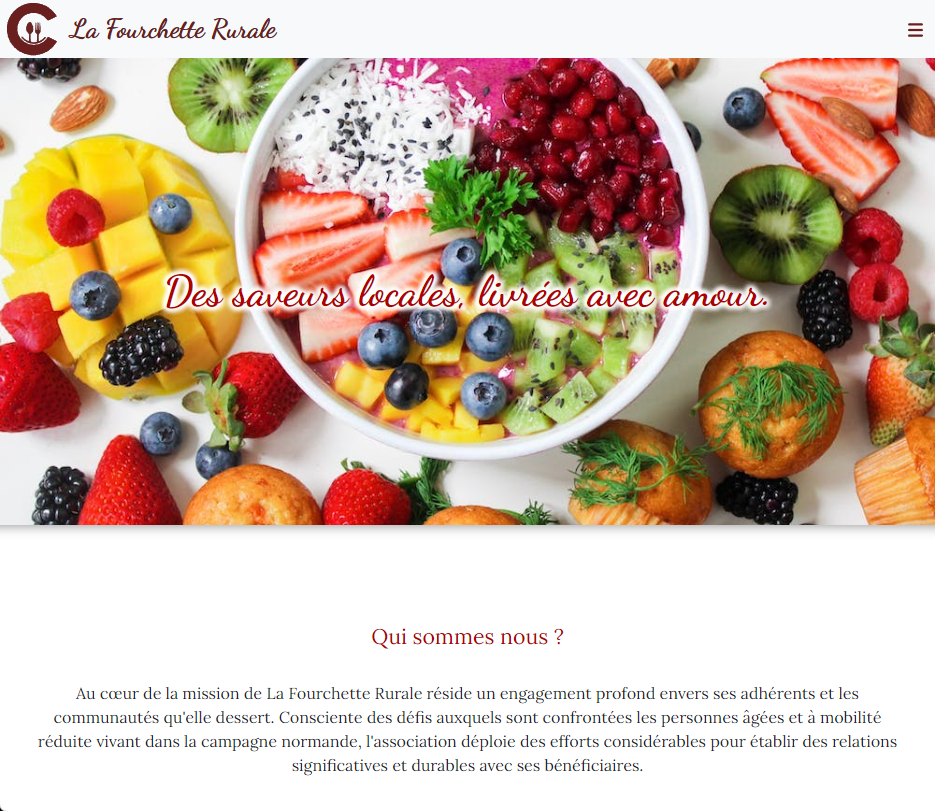 La Fourchette Rurale
Des saveurs locales, livrées avec amour.
Qui sommes nous ?
Au cœur de la mission de La Fourchette Rurale réside un engagement profond envers ses adhérents et les
communautés qu'elle dessert. Consciente des défis auxquels sont confrontées les personnes âgées et à mobilité
réduite vivant dans la campagne normande, l'association déploie des efforts considérables pour établir des relations
significatives et durables avec ses bénéficiaires.